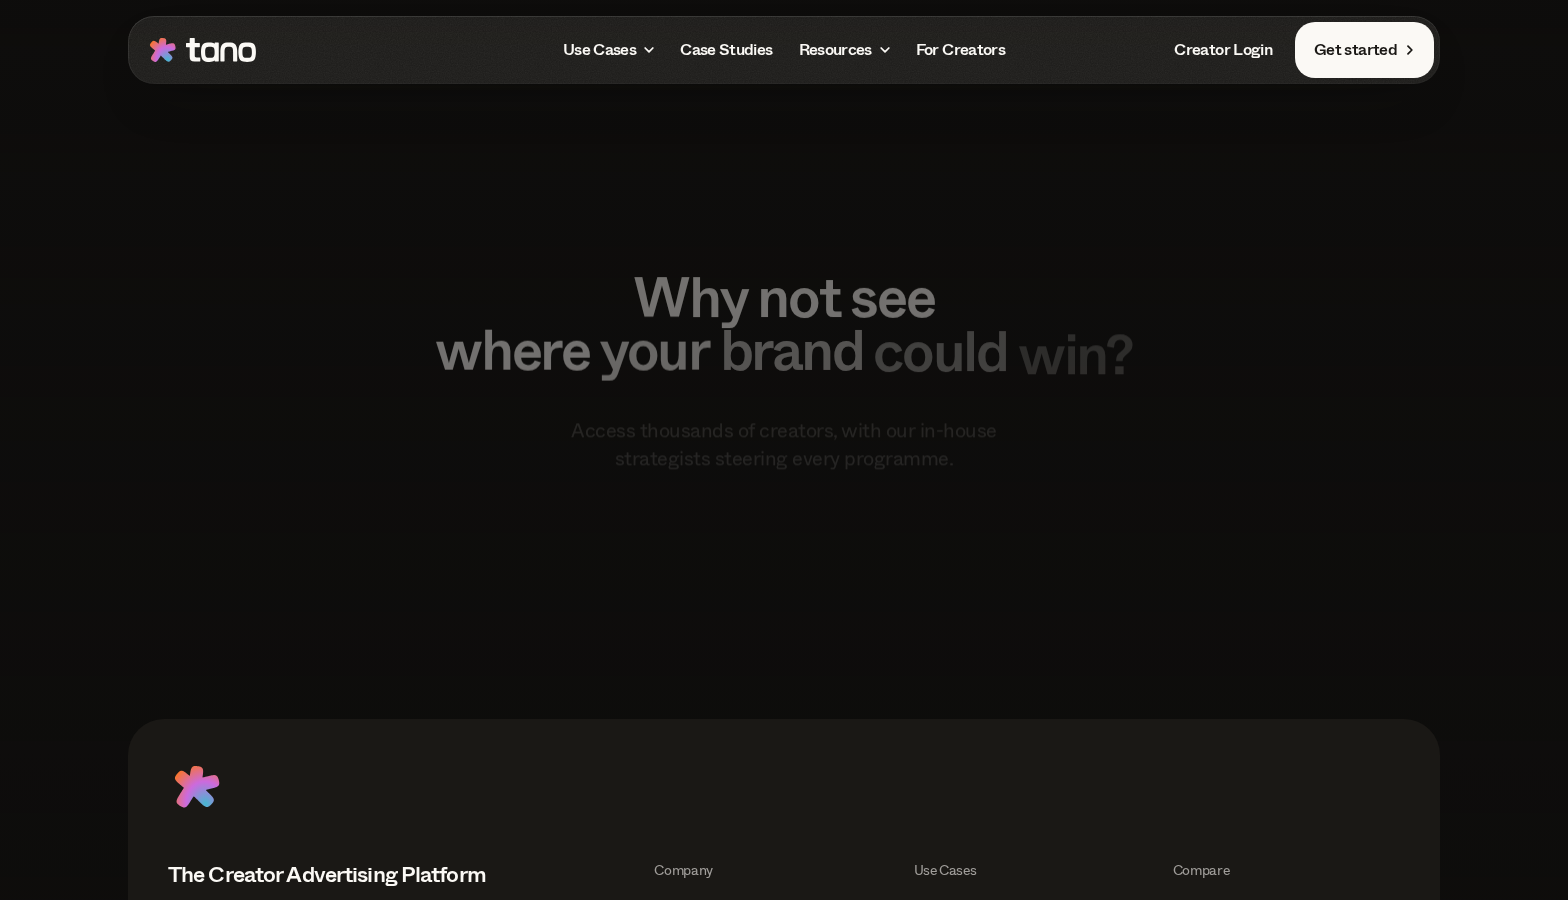 tano
Use Cases
Case Studies
Resources
For Creators
Creator Login
Get started
Why not see
where your brand could win?
Access thousands of creators, with our in-house
strategists steering every programme.
The Creator Advertising Platform
Company
Use Cases
Compare